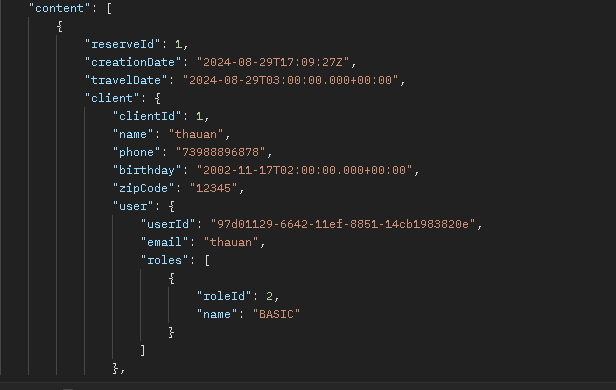 "content": [
{
"reserveId": 1,
"creationDate": "2024-08-29T17:09:27Z",
"travelDate": "2024-08-29T03:00:00.000+00:00",
"client": {
"clientId": 1,
"name": "thauan",
"phone": "73988896878",
"birthday": "2002-11-17T02:00:00.000+00:00",
"zipCode": "12345",
"user": {
"userId": "97d01129-6642-11ef-8851-14cb1983820e",
"email": "thauan",
"roles": [
{
"roleId": 2,
"name": "BASIC"
}
]
},